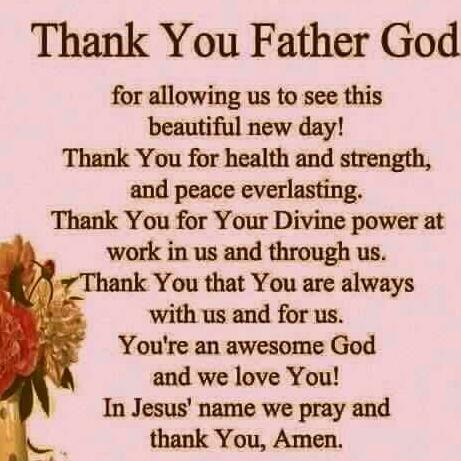 Thank You Father God
for allowing us to see this
beautiful new day!
Thank You for health and strength,
and peace everlasting.
Thank You for Your Divine power at
work in us and through us.
Thank You that You are always
with us and for us.
You're an awesome God
and we love You!
In Jesus' name we pray and
thank You, Amen.